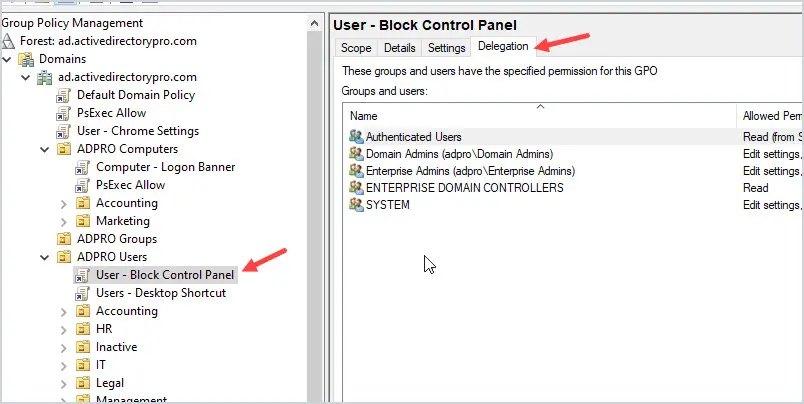 Group Policy Management
Forest: ad.activedirectorypro.com
Domains
ad.activedirectorypro.com
Default Domain Policy
PsExec Allow
User - Chrome Settings
ADPRO Computers
Computer - Logon Banner
PsExec Allow
Accounting
Marketing
ADPRO Groups
ADPRO Users
User - Block Control Panel
Users - Desktop Shortcut
Accounting
HR
Inactive
IT
Legal
Management
User - Block Control Panel
Scope Details Settings Delegation
These groups and users have the specified permission for this GPO
Groups and users:
Name Allowed Perm
Authenticated Users Read (from S
Domain Admins (adpro\Domain Admins) Edit settings,
Enterprise Admins (adpro\Enterprise Admins) Edit settings,
ENTERPRISE DOMAIN CONTROLLERS Read
SYSTEM Edit settings,